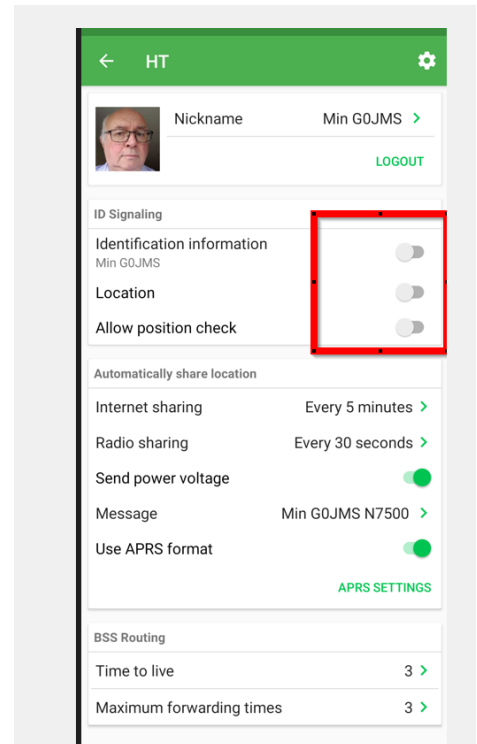 HT
Nickname Min G0JMS >
LOGOUT
ID Signaling
Identification information
Min G0JMS
Location
Allow position check
Automatically share location
Internet sharing Every 5 minutes >
Radio sharing Every 30 seconds >
Send power voltage
Message Min G0JMS N7500 >
Use APRS format
APRS SETTINGS
BSS Routing
Time to live 3 >
Maximum forwarding times 3 >